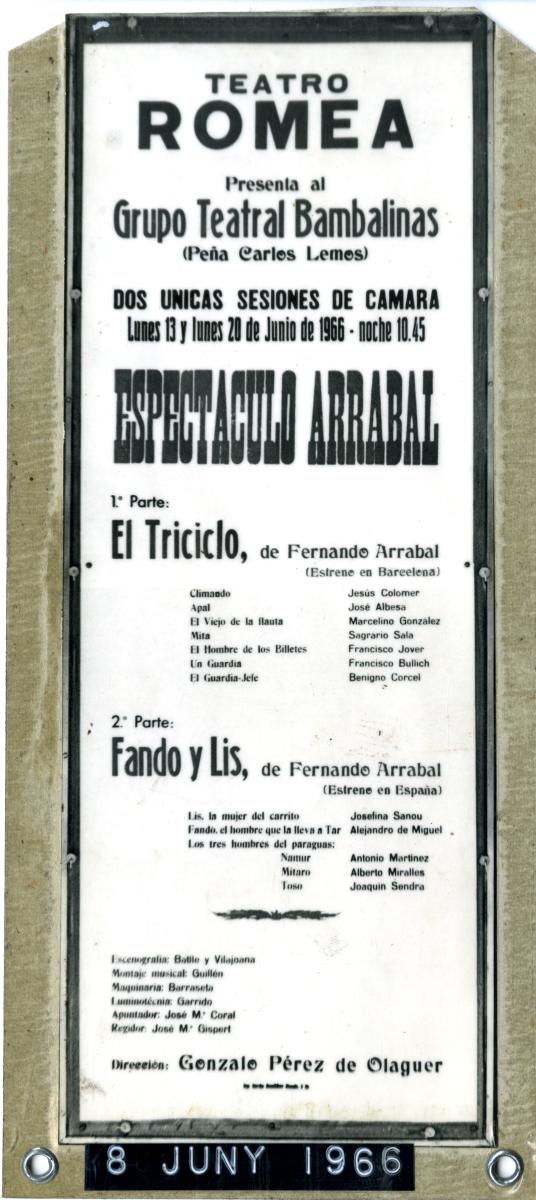 TEATRO
ROMEA
Presenta al
Grupo Teatral Bambalinas
(Peña Carlos Lemos)
DOS UNICAS SESIONES DE CAMARA
Lunes 13 y lunes 20 de Junio de 1966 - noche 10.45
ESPECTACULO ARRABAL
1.ª Parte:
El Triciclo, de Fernando Arrabal
(Estreno en Barcelona)
Climando Jesús Colomer
Apal José Albesa
El Viejo de la flauta Marcelino González
Mita Sagrario Sala
El Hombre de los Billetes Francisco Jover
Un Guardia Francisco Bullich
El Guardia-Jefe Benigno Corcel
2.ª Parte:
Fando y Lis, de Fernando Arrabal
(Estreno en España)
Lis, la mujer del carrito Josefina Sanou
Fando, el hombre que la lleva a Tar Alejandro de Miguel
Los tres hombres del paraguas:
Namur Antonio Martinez
Mitaro Alberto Miralles
Toso Joaquin Sendra
Escenografía: Batlle y Vilajoana
Montaje musical: Guillén
Maquinaria: Barraseta
Luminotécnia: Garrido
Apuntador: José Mª Coral
Regidor: José Mª Gispert
Dirección: Gonzalo Pérez de Olaguer
8 JUNY 1966